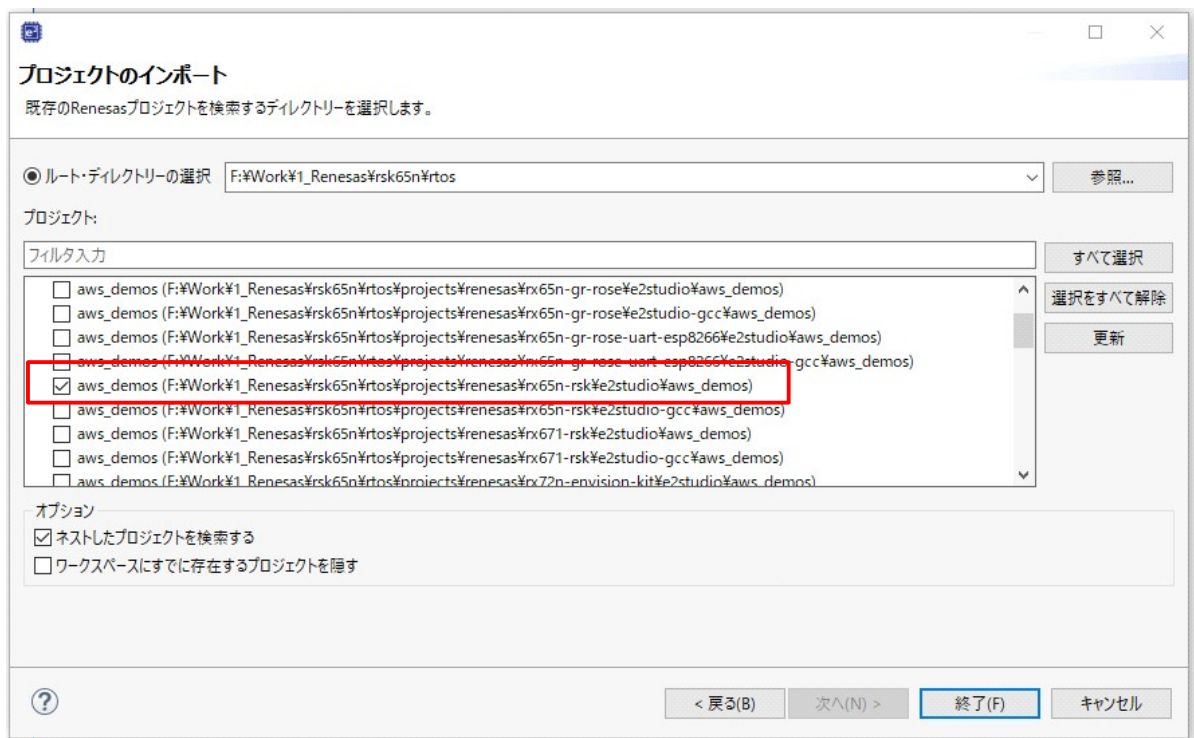 プロジェクトのインポート
既存のRenesasプロジェクトを検索するディレクトリーを選択します。
ルート・ディレクトリーの選択 F:¥Work¥1_Renesas¥rsk65n¥rtos 参照...
プロジェクト:
フィルタ入力 すべて選択
aws_demos (F:¥Work¥1_Renesas¥rsk65n¥rtos¥projects¥renesas¥rx65n-gr-rose¥e2studio¥aws_demos) 選択をすべて解除
aws_demos (F:¥Work¥1_Renesas¥rsk65n¥rtos¥projects¥renesas¥rx65n-gr-rose¥e2studio-gcc¥aws_demos)
aws_demos (F:¥Work¥1_Renesas¥rsk65n¥rtos¥projects¥renesas¥rx65n-gr-rose-uart-esp8266¥e2studio¥aws_demos) 更新
aws_demos (F:¥Work¥1_Renesas¥rsk65n¥rtos¥projects¥renesas¥rx65n-gr-rose-uart-esp8266¥e2studio-gcc¥aws_demos)
aws_demos (F:¥Work¥1_Renesas¥rsk65n¥rtos¥projects¥renesas¥rx65n-rsk¥e2studio¥aws_demos)
aws_demos (F:¥Work¥1_Renesas¥rsk65n¥rtos¥projects¥renesas¥rx65n-rsk¥e2studio-gcc¥aws_demos)
aws_demos (F:¥Work¥1_Renesas¥rsk65n¥rtos¥projects¥renesas¥rx671-rsk¥e2studio¥aws_demos)
aws_demos (F:¥Work¥1_Renesas¥rsk65n¥rtos¥projects¥renesas¥rx671-rsk¥e2studio-gcc¥aws_demos)
aws_demos (F:¥Work¥1_Renesas¥rsk65n¥rtos¥projects¥renesas¥rx72n-envision-kit¥e2studio¥aws_demos)
オプション
ネストしたプロジェクトを検索する
ワークスペースにすでに存在するプロジェクトを隠す
< 戻る(B) 次へ(N) > 終了(F) キャンセル